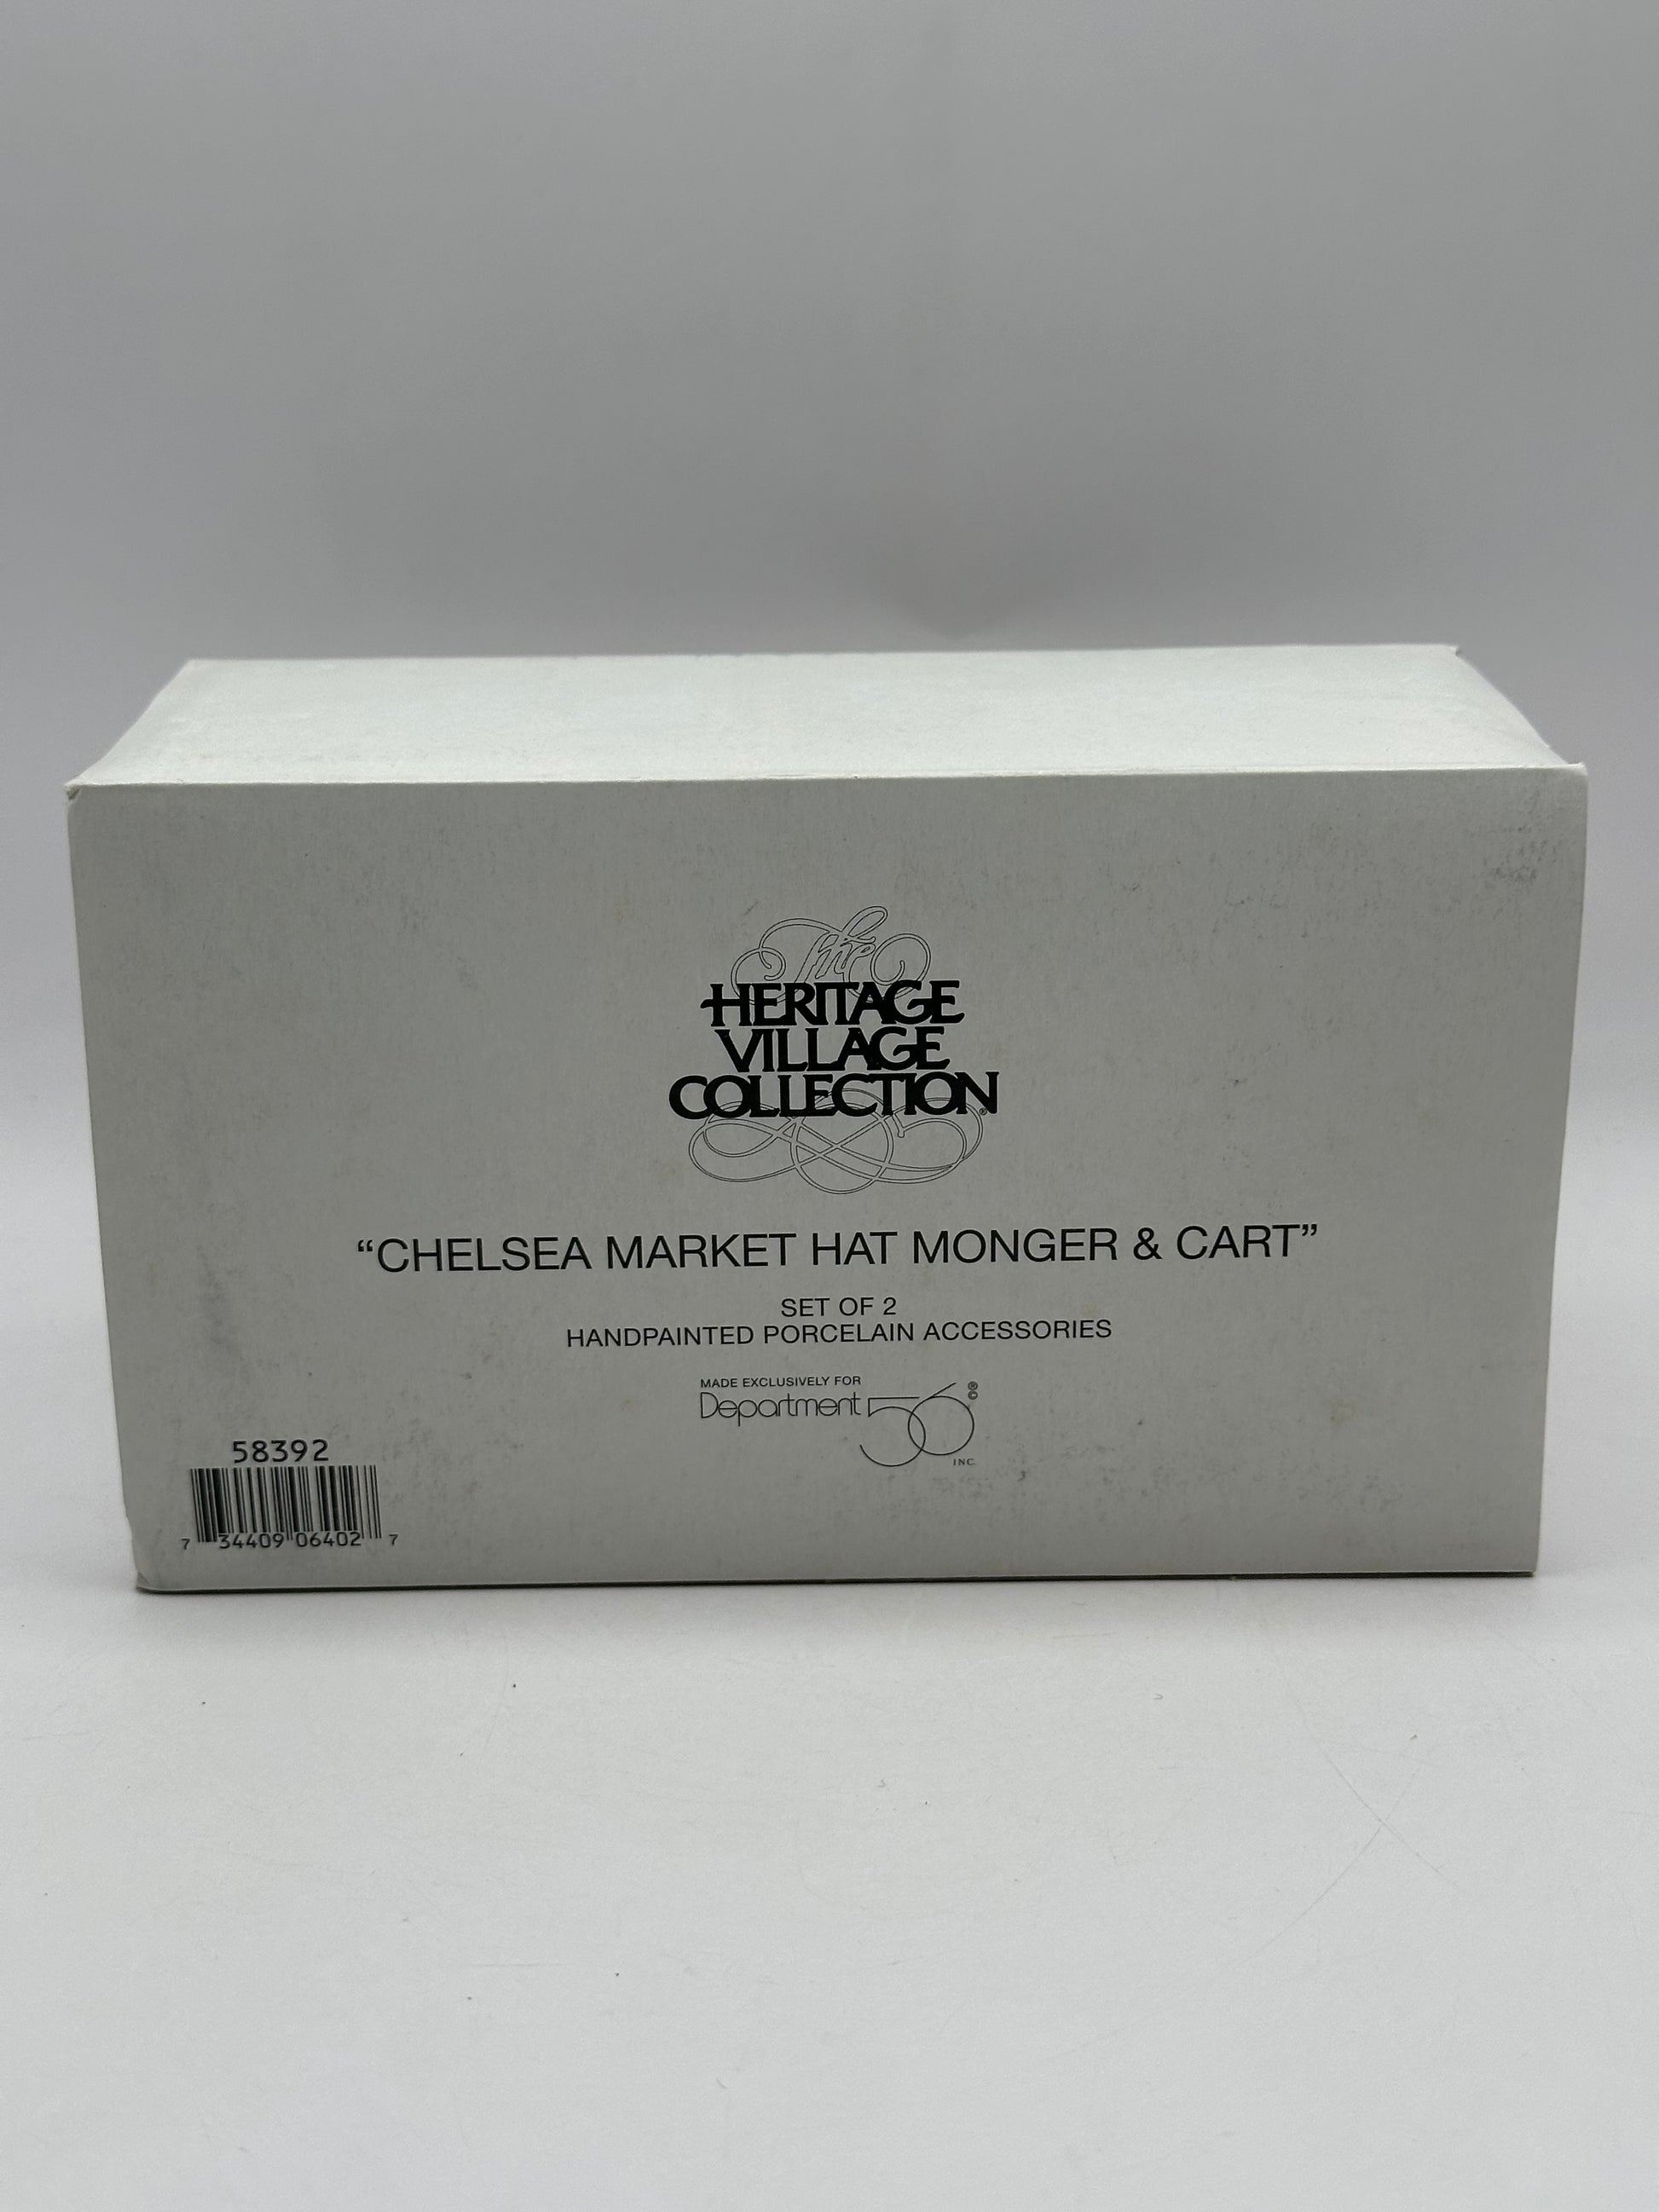 The
HERITAGE
VILLAGE
COLLECTION®
“CHELSEA MARKET HAT MONGER & CART”
SET OF 2
HANDPAINTED PORCELAIN ACCESSORIES
MADE EXCLUSIVELY FOR
Department 56®©
INC.
58392
7 34409 06402 7